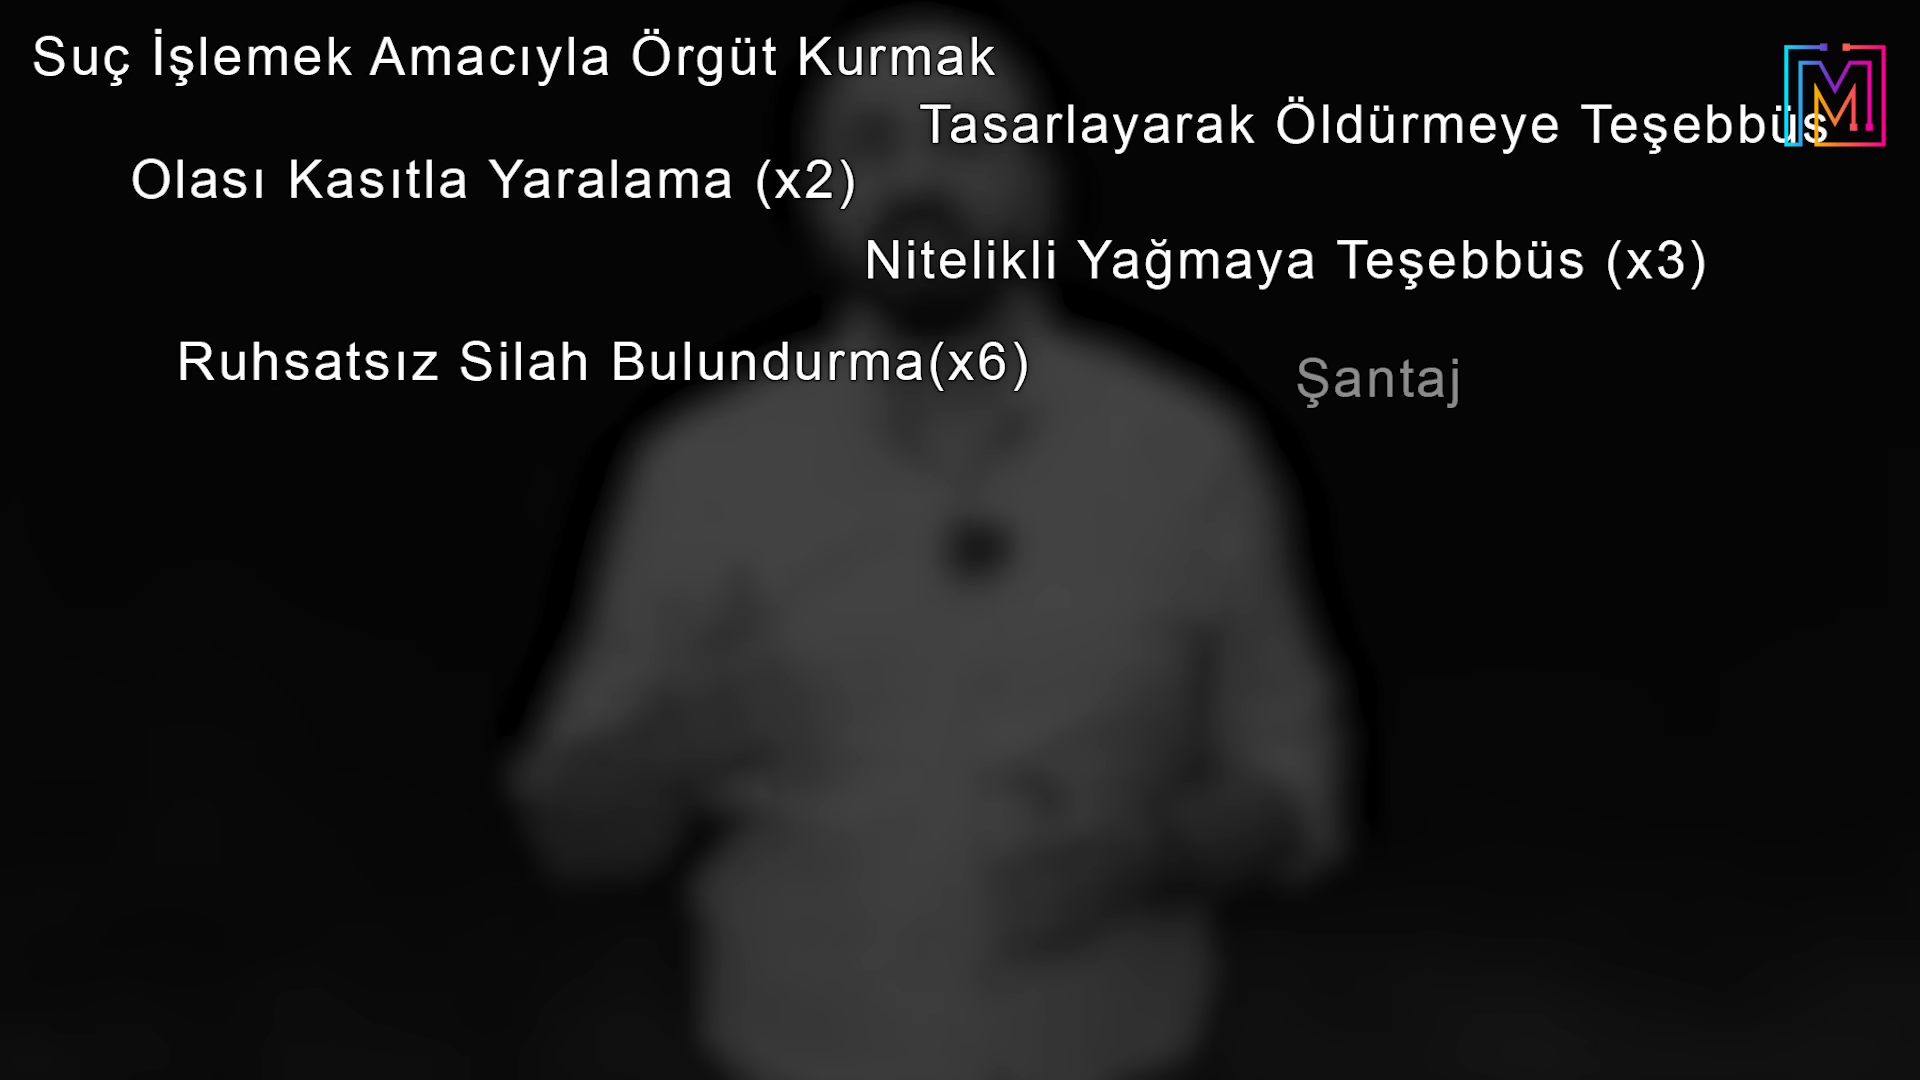 Suç İşlemek Amacıyla Örgüt Kurmak
Tasarlayarak Öldürmeye Teşebbüs
Olası Kasıtla Yaralama (x2)
Nitelikli Yağmaya Teşebbüs (x3)
Ruhsatsız Silah Bulundurma(x6)
Şantaj
M